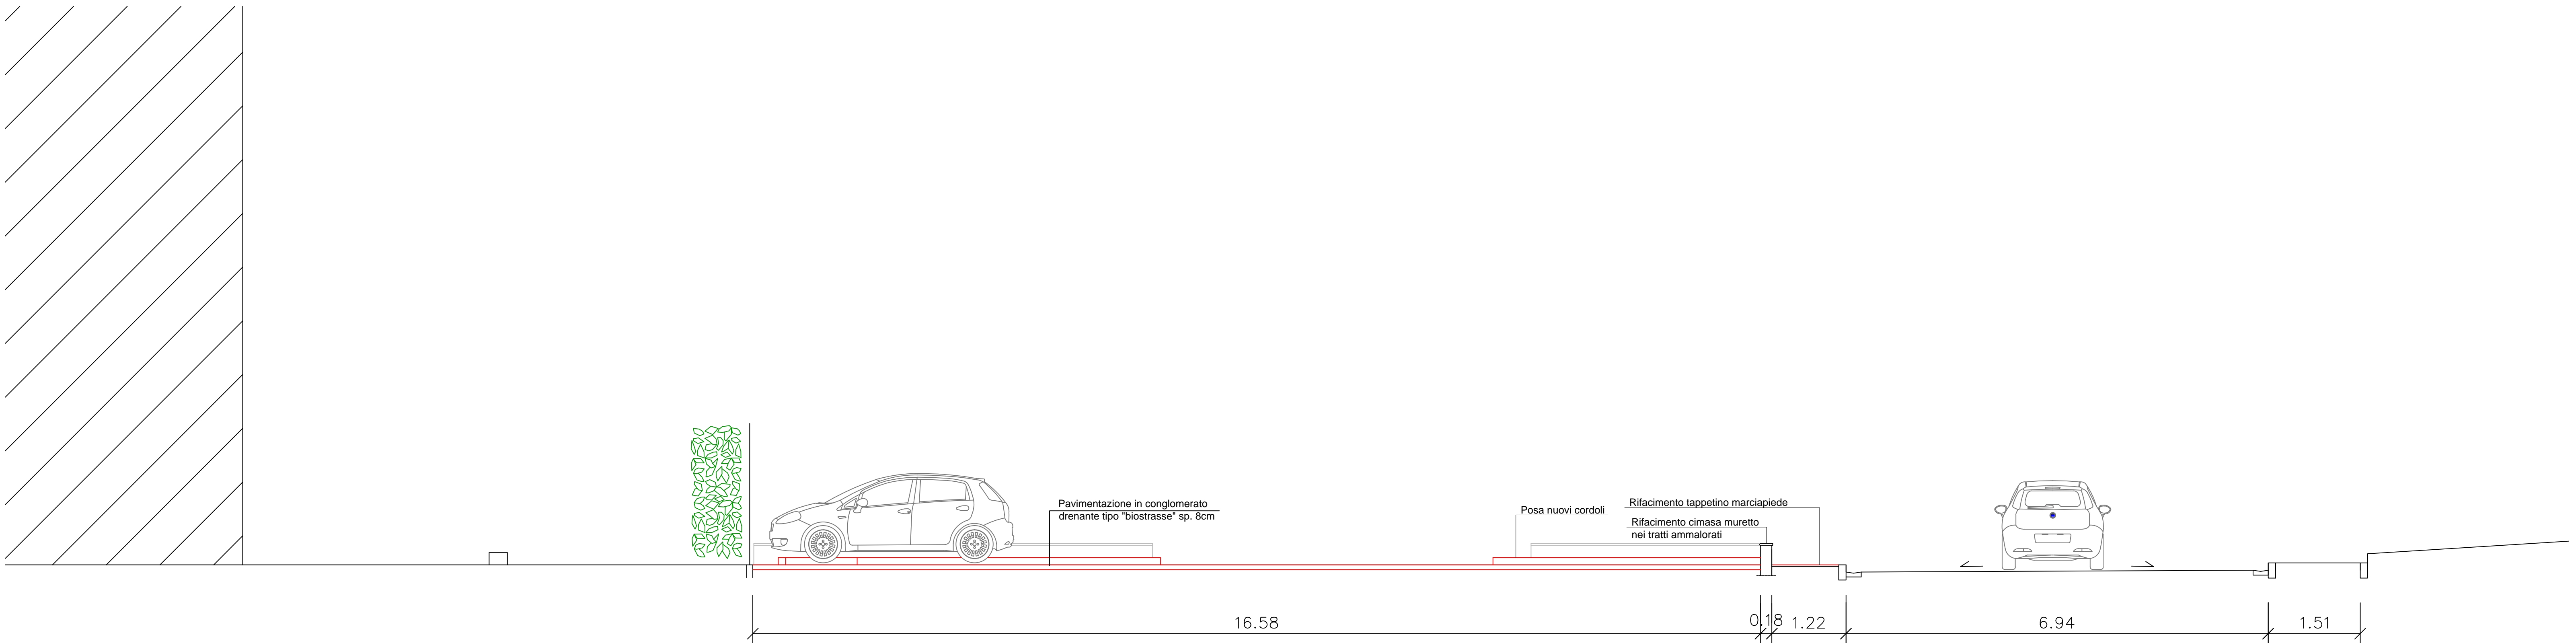 Pavimentazione in conglomerato
drenante tipo "biostrasse" sp. 8cm
Posa nuovi cordoli
Rifacimento tappetino marciapiede
Rifacimento cimasa muretto
nei tratti ammalorati
16.58
0.18
1.22
6.94
1.51